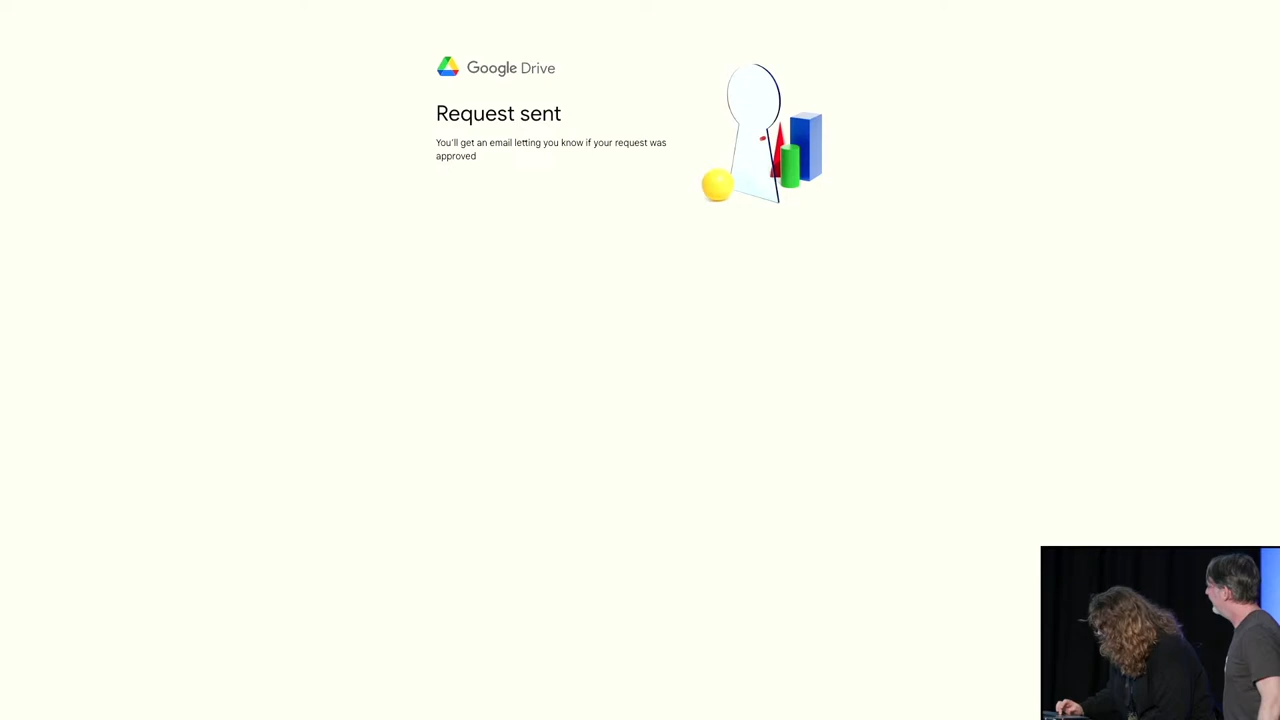 Google Drive
Request sent
You'll get an email letting you know if your request was
approved